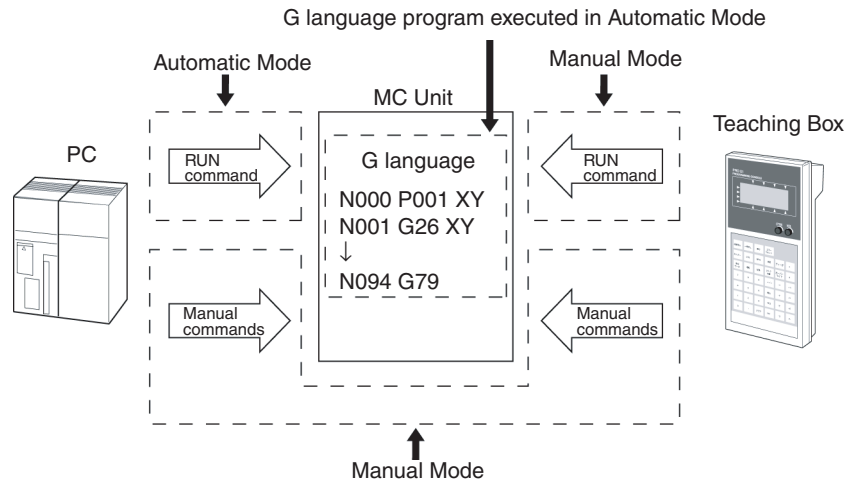 G language program executed in Automatic Mode
Automatic Mode
Manual Mode
MC Unit
Teaching Box
PC
RUN
command
G language
RUN
command
N000 P001 XY
N001 G26 XY
↓
N094 G79
Manual
commands
Manual
commands
Manual Mode